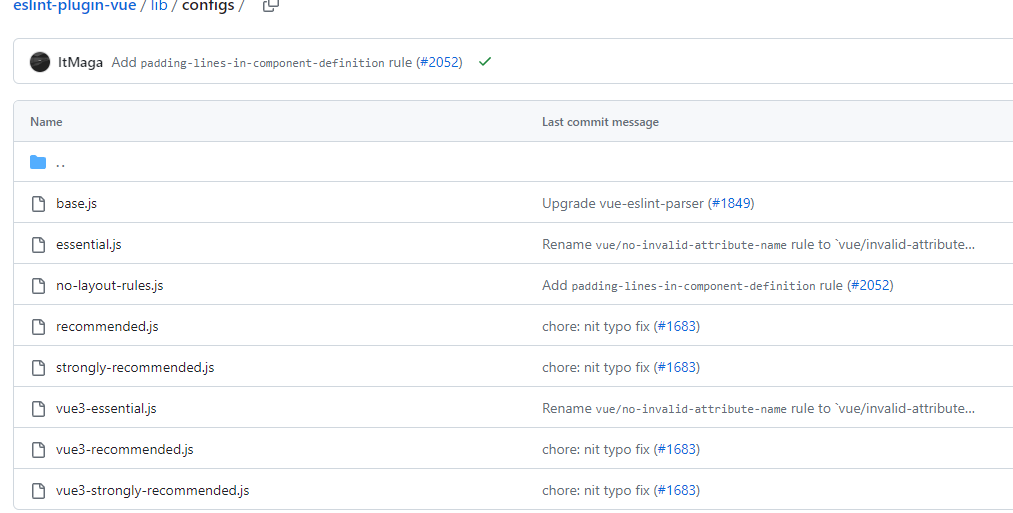 eslint-plugin-vue / lib / configs /
ItMaga Add padding-lines-in-component-definition rule (#2052)
Name Last commit message
..
base.js Upgrade vue-eslint-parser (#1849)
essential.js Rename vue/no-invalid-attribute-name rule to `vue/invalid-attribute...
no-layout-rules.js Add padding-lines-in-component-definition rule (#2052)
recommended.js chore: nit typo fix (#1683)
strongly-recommended.js chore: nit typo fix (#1683)
vue3-essential.js Rename vue/no-invalid-attribute-name rule to `vue/invalid-attribute...
vue3-recommended.js chore: nit typo fix (#1683)
vue3-strongly-recommended.js chore: nit typo fix (#1683)